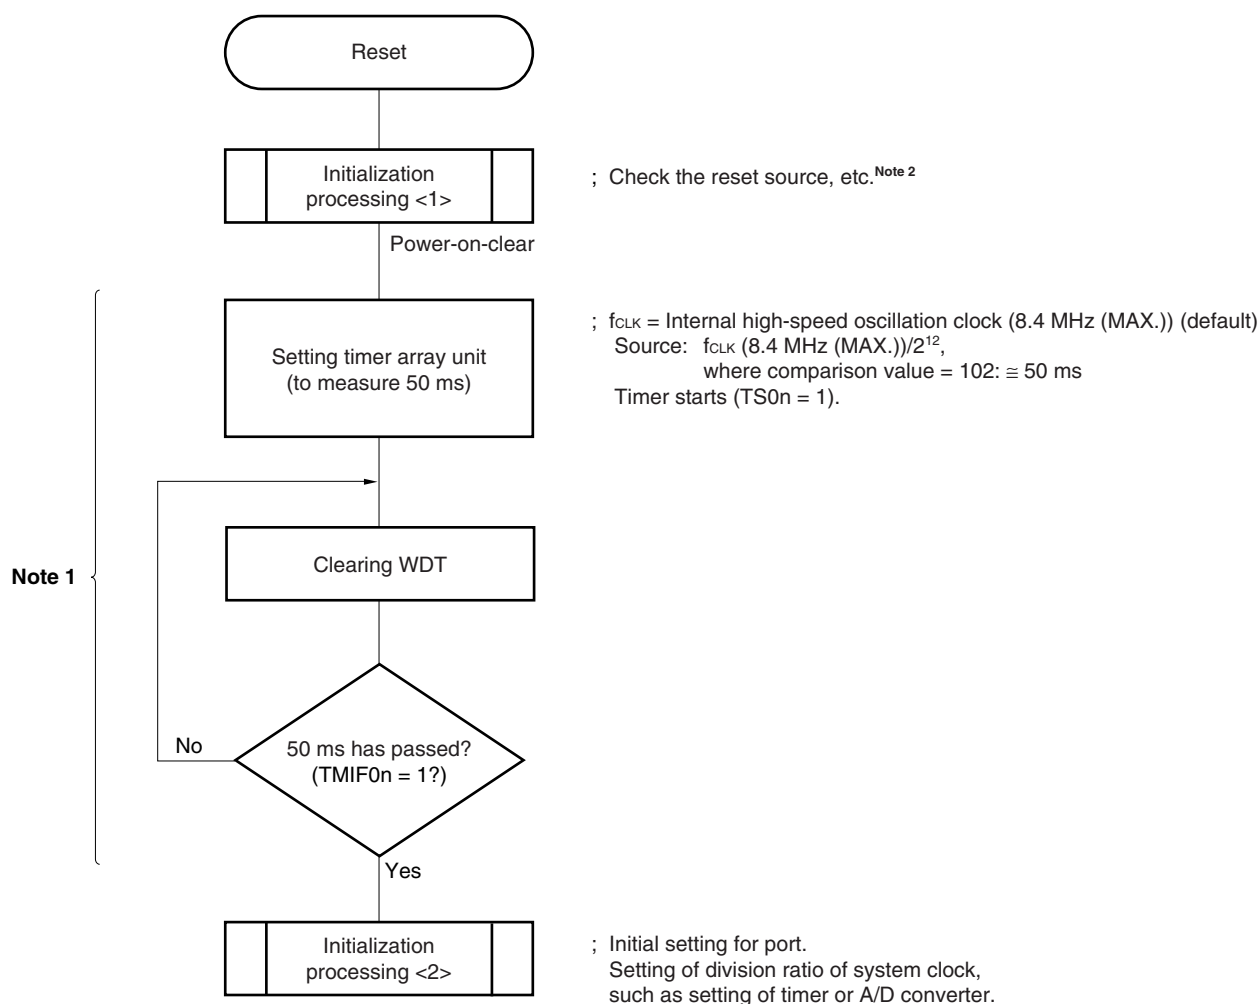 Reset
Initialization
processing <1>
; Check the reset source, etc.Note 2
Power-on-clear
Setting timer array unit
(to measure 50 ms)
; fCLK = Internal high-speed oscillation clock (8.4 MHz (MAX.)) (default)
Source: fCLK (8.4 MHz (MAX.))/2¹²,
where comparison value = 102: ≅ 50 ms
Timer starts (TS0n = 1).
Note 1
Clearing WDT
No
50 ms has passed?
(TMIF0n = 1?)
Yes
Initialization
processing <2>
; Initial setting for port.
Setting of division ratio of system clock,
such as setting of timer or A/D converter.